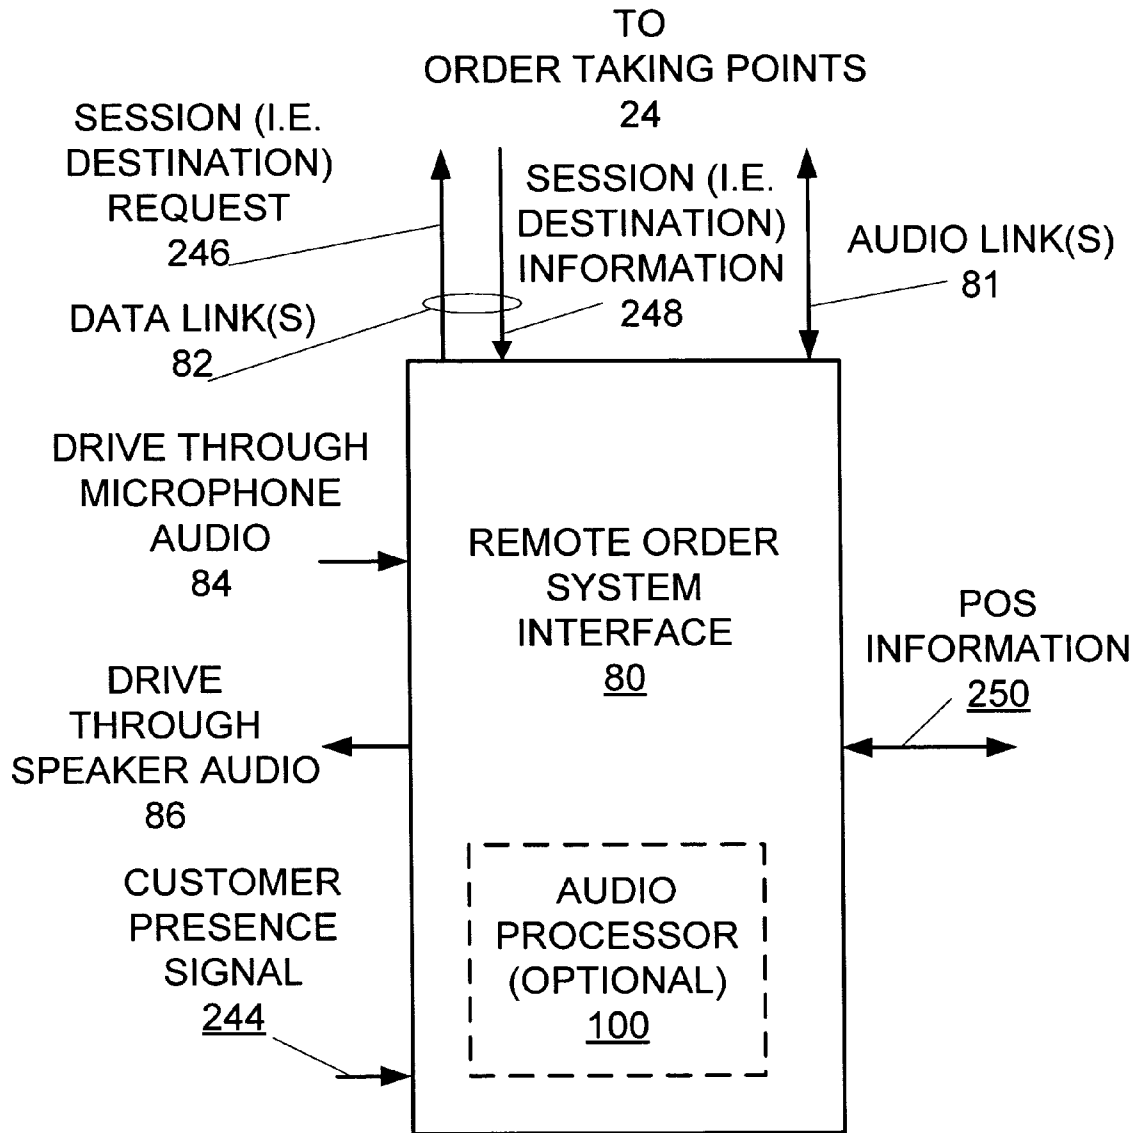 TO
ORDER TAKING POINTS
24
SESSION (I.E.
DESTINATION)
REQUEST
246
SESSION (I.E.
DESTINATION)
INFORMATION
248
AUDIO LINK(S)
81
DATA LINK(S)
82
DRIVE THROUGH
MICROPHONE
AUDIO
84
REMOTE ORDER
SYSTEM
INTERFACE
80
POS
INFORMATION
250
DRIVE
THROUGH
SPEAKER AUDIO
86
CUSTOMER
PRESENCE
SIGNAL
244
AUDIO
PROCESSOR
(OPTIONAL)
100